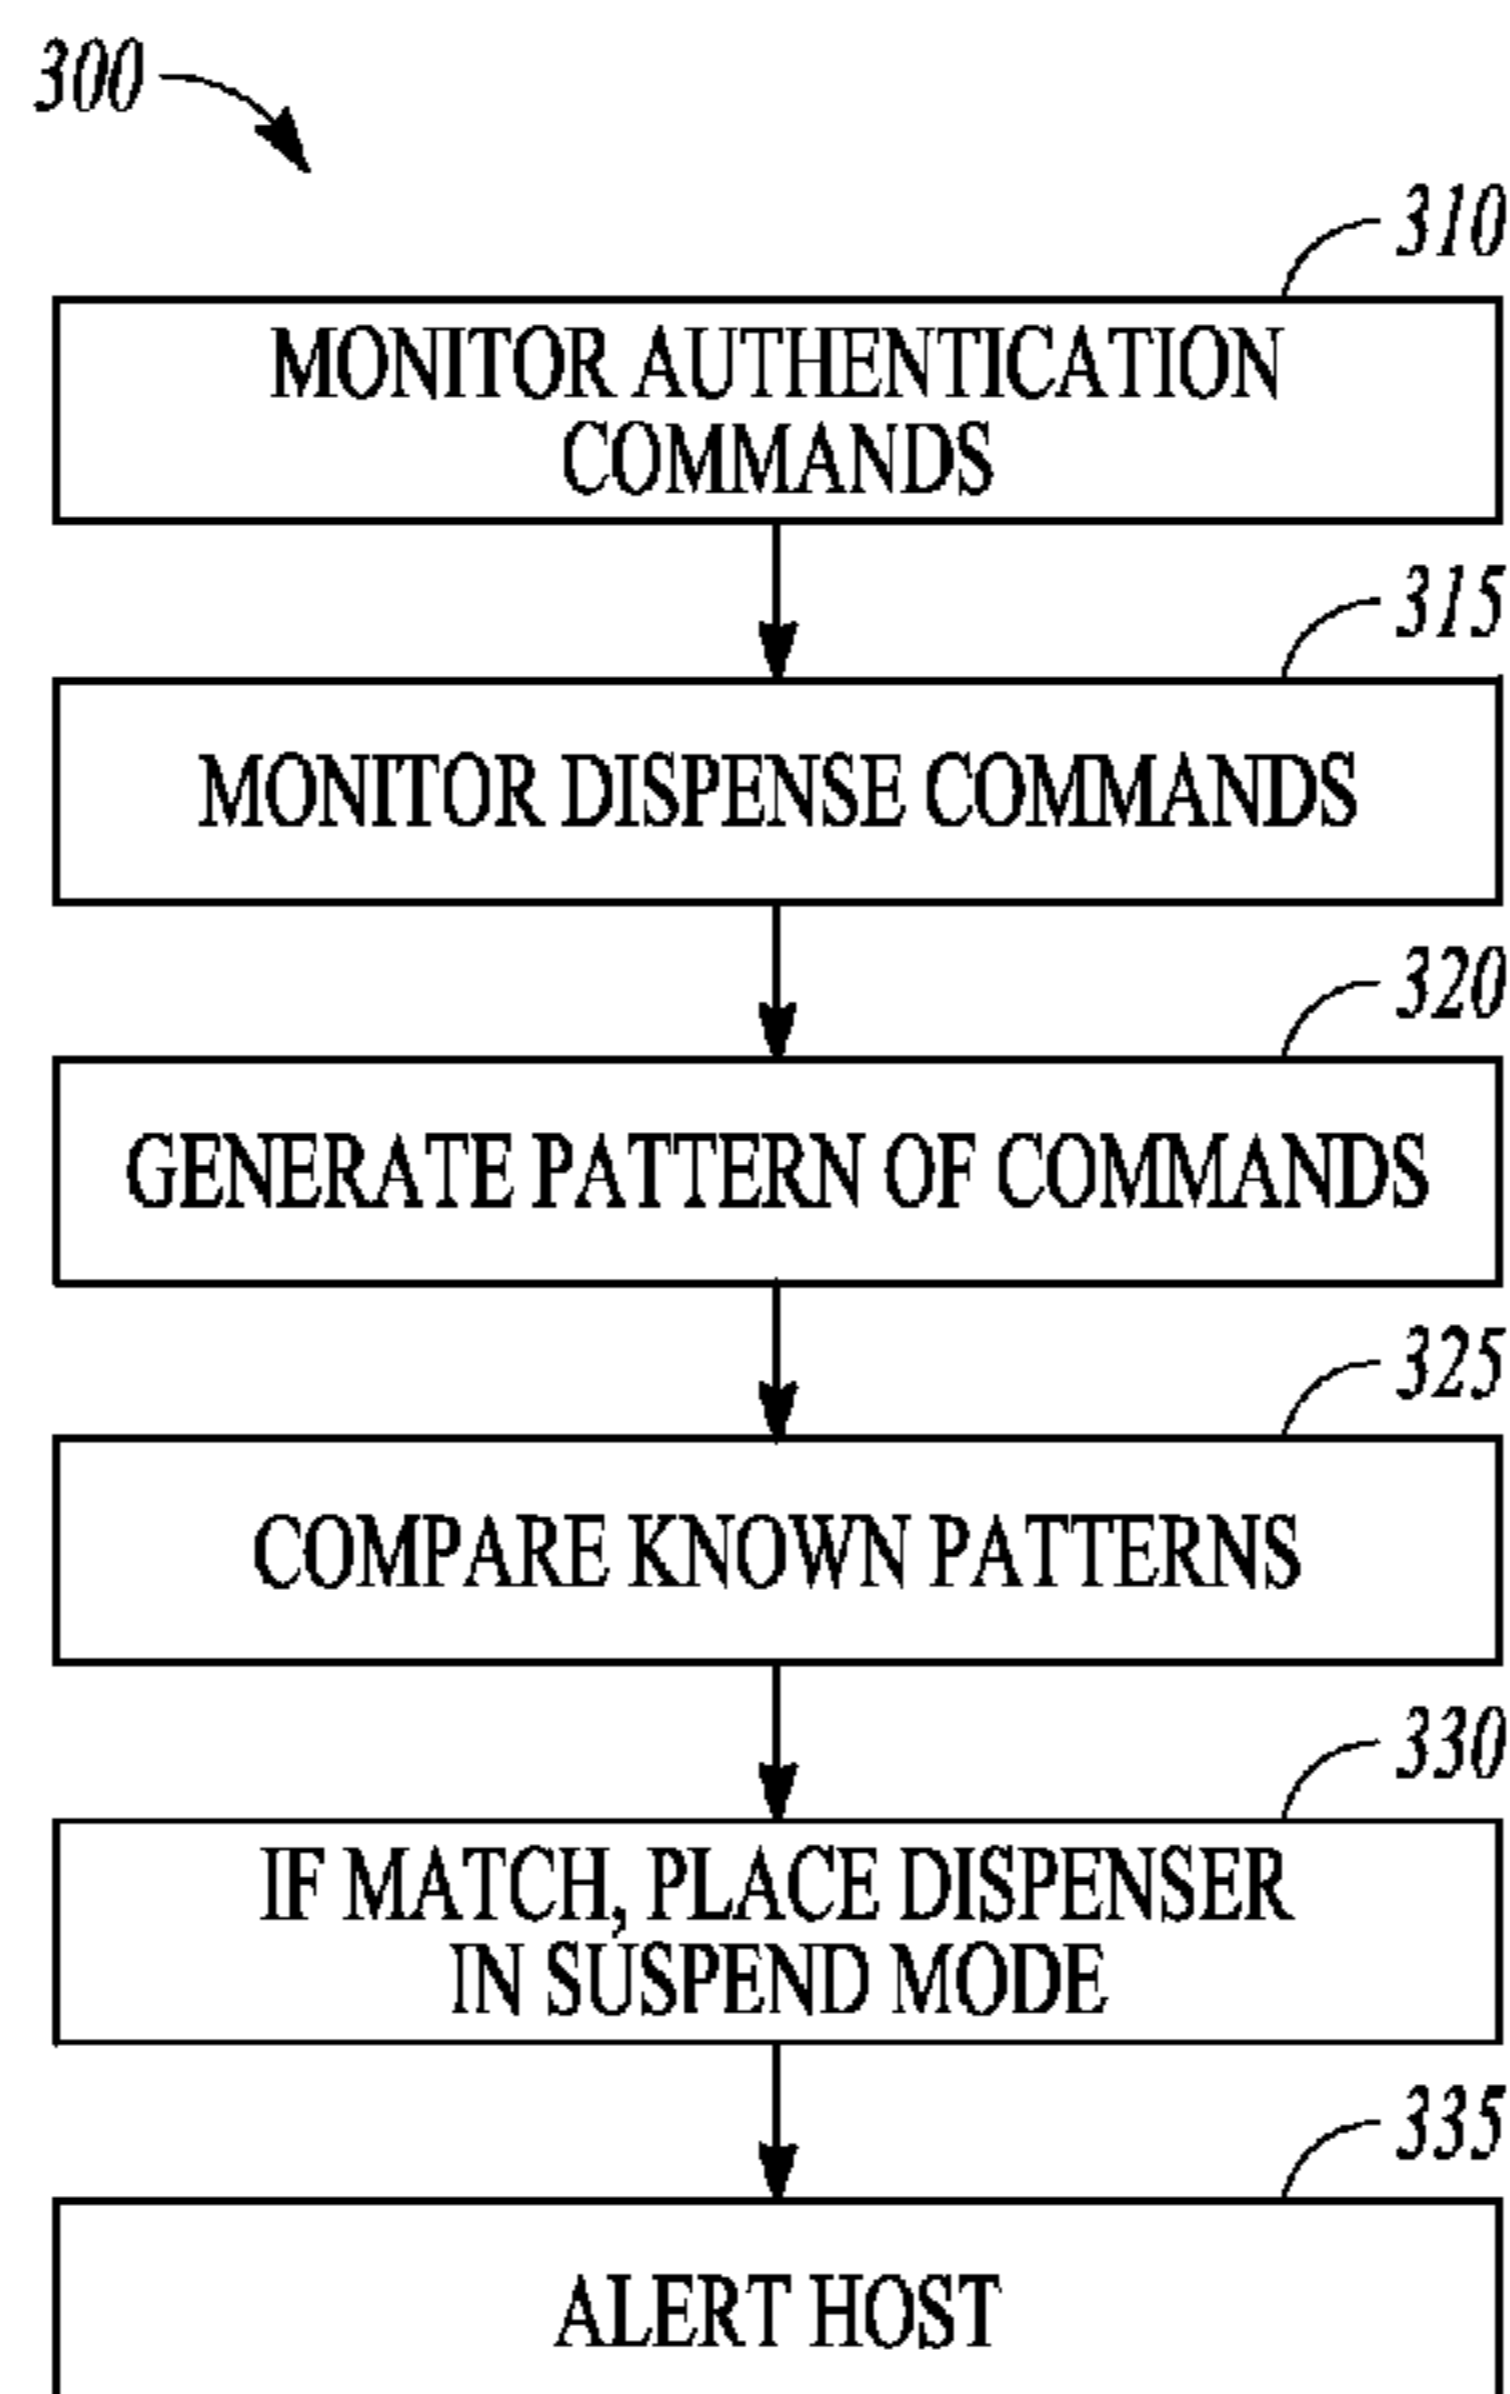 300
310
MONITOR AUTHENTICATION
COMMANDS
315
MONITOR DISPENSE COMMANDS
320
GENERATE PATTERN OF COMMANDS
325
COMPARE KNOWN PATTERNS
330
IF MATCH, PLACE DISPENSER
IN SUSPEND MODE
335
ALERT HOST